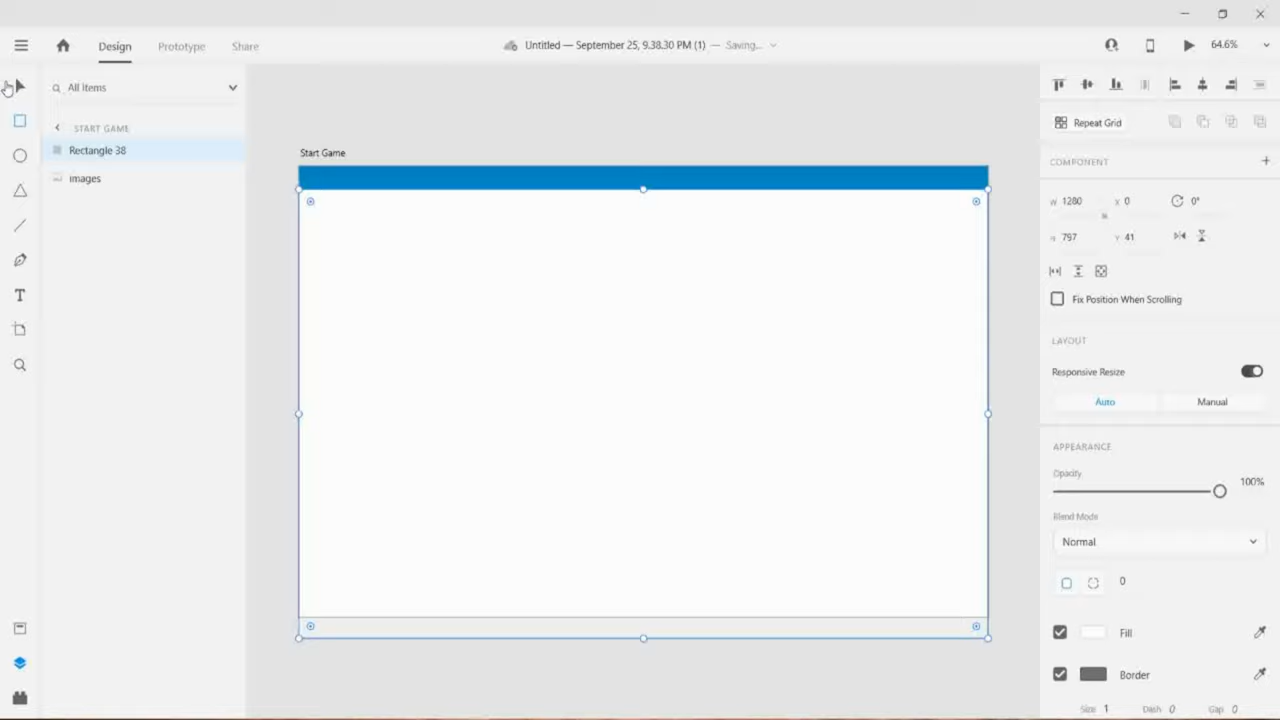 Design Prototype Share Untitled — September 25, 9.38.30 PM (1) — Saving... 64.6%
All Items
START GAME
Rectangle 38
images
Start Game
Repeat Grid
COMPONENT +
W 1280 X 0 0°
H 797 Y 41
Fix Position When Scrolling
LAYOUT
Responsive Resize
Auto Manual
APPEARANCE
Opacity
100%
Blend Mode
Normal
0
Fill
Border
Size 1 Dash 0 Gap 0
T